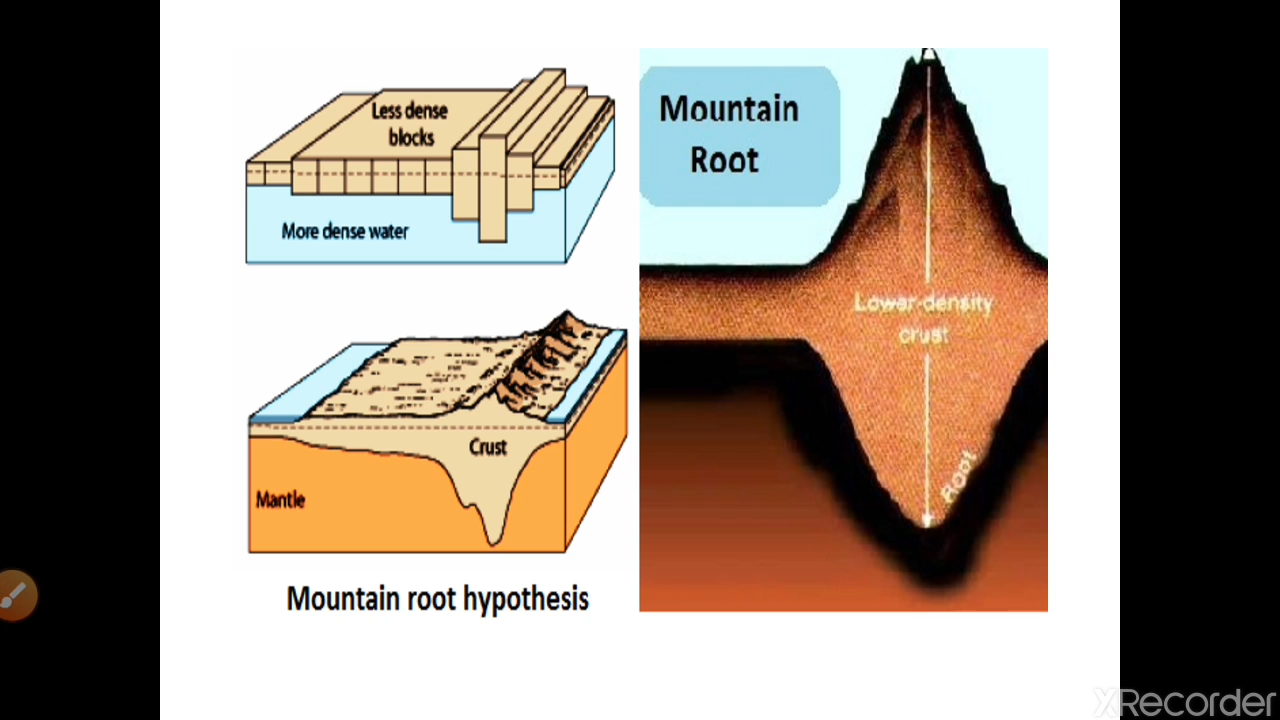 Less dense
blocks
More dense water
Crust
Mantle
Mountain root hypothesis
Mountain
Root
Lower-density
crust
Root
XRecorder